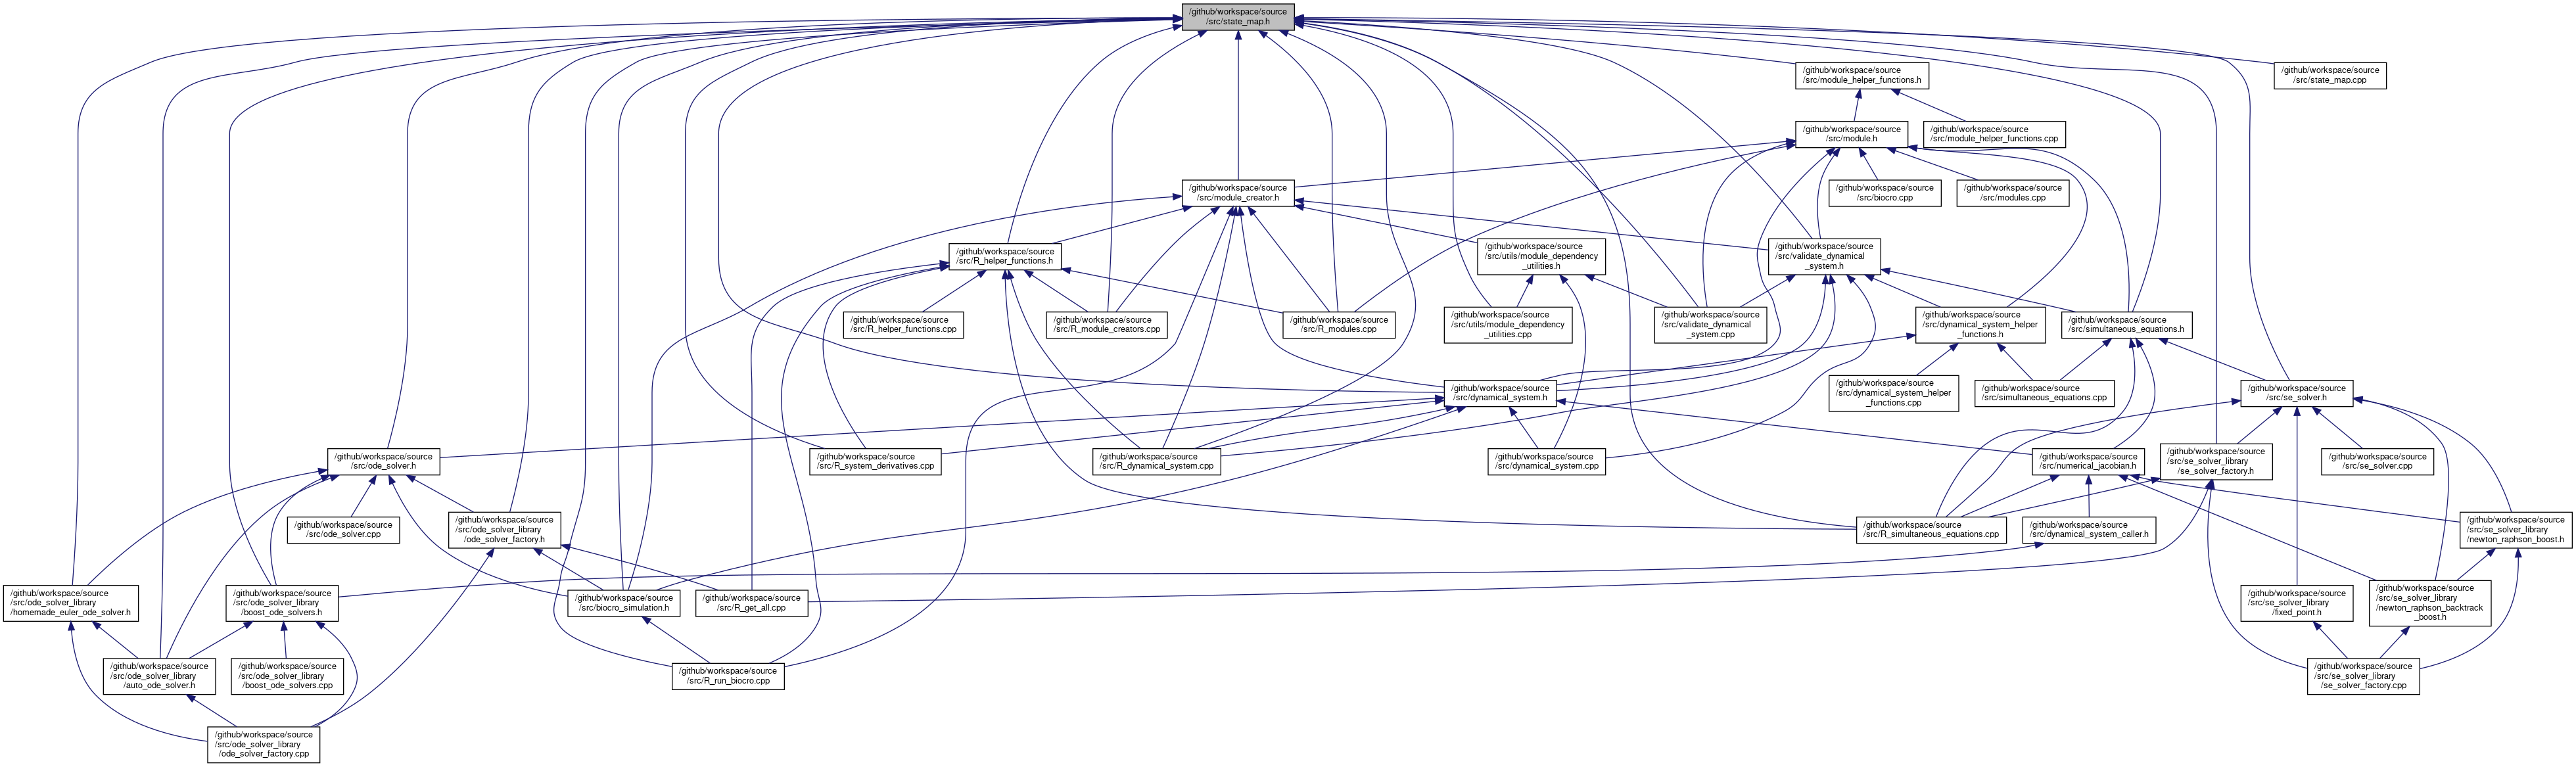 /github/workspace/source
/src/state_map.h
/github/workspace/source
/src/module_helper_functions.h
/github/workspace/source
/src/state_map.cpp
/github/workspace/source
/src/module.h
/github/workspace/source
/src/module_helper_functions.cpp
/github/workspace/source
/src/module_creator.h
/github/workspace/source
/src/biocro.cpp
/github/workspace/source
/src/modules.cpp
/github/workspace/source
/src/R_helper_functions.h
/github/workspace/source
/src/utils/module_dependency
_utilities.h
/github/workspace/source
/src/validate_dynamical
_system.h
/github/workspace/source
/src/R_helper_functions.cpp
/github/workspace/source
/src/R_module_creators.cpp
/github/workspace/source
/src/R_modules.cpp
/github/workspace/source
/src/utils/module_dependency
_utilities.cpp
/github/workspace/source
/src/validate_dynamical
_system.cpp
/github/workspace/source
/src/dynamical_system_helper
_functions.h
/github/workspace/source
/src/simultaneous_equations.h
/github/workspace/source
/src/dynamical_system.h
/github/workspace/source
/src/dynamical_system_helper
_functions.cpp
/github/workspace/source
/src/simultaneous_equations.cpp
/github/workspace/source
/src/se_solver.h
/github/workspace/source
/src/ode_solver.h
/github/workspace/source
/src/R_system_derivatives.cpp
/github/workspace/source
/src/R_dynamical_system.cpp
/github/workspace/source
/src/dynamical_system.cpp
/github/workspace/source
/src/numerical_jacobian.h
/github/workspace/source
/src/se_solver_library
/se_solver_factory.h
/github/workspace/source
/src/se_solver.cpp
/github/workspace/source
/src/ode_solver.cpp
/github/workspace/source
/src/ode_solver_library
/ode_solver_factory.h
/github/workspace/source
/src/R_simultaneous_equations.cpp
/github/workspace/source
/src/dynamical_system_caller.h
/github/workspace/source
/src/se_solver_library
/newton_raphson_boost.h
/github/workspace/source
/src/ode_solver_library
/homemade_euler_ode_solver.h
/github/workspace/source
/src/ode_solver_library
/boost_ode_solvers.h
/github/workspace/source
/src/biocro_simulation.h
/github/workspace/source
/src/R_get_all.cpp
/github/workspace/source
/src/se_solver_library
/fixed_point.h
/github/workspace/source
/src/se_solver_library
/newton_raphson_backtrack
_boost.h
/github/workspace/source
/src/ode_solver_library
/auto_ode_solver.h
/github/workspace/source
/src/ode_solver_library
/boost_ode_solvers.cpp
/github/workspace/source
/src/R_run_biocro.cpp
/github/workspace/source
/src/se_solver_library
/se_solver_factory.cpp
/github/workspace/source
/src/ode_solver_library
/ode_solver_factory.cpp